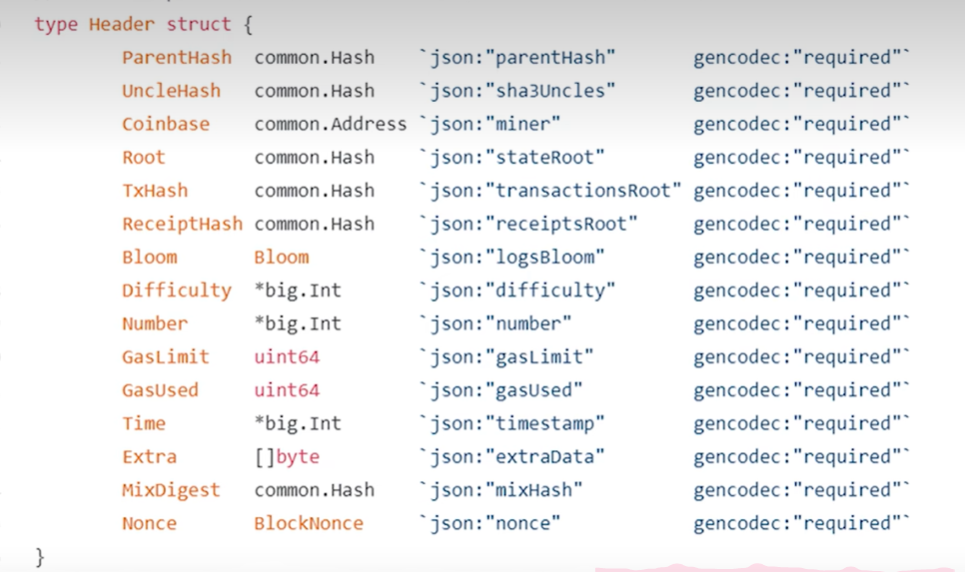 type Header struct {
ParentHash common.Hash `json:"parentHash" gencodec:"required"`
UncleHash common.Hash `json:"sha3Uncles" gencodec:"required"`
Coinbase common.Address `json:"miner" gencodec:"required"`
Root common.Hash `json:"stateRoot" gencodec:"required"`
TxHash common.Hash `json:"transactionsRoot" gencodec:"required"`
ReceiptHash common.Hash `json:"receiptsRoot" gencodec:"required"`
Bloom Bloom `json:"logsBloom" gencodec:"required"`
Difficulty *big.Int `json:"difficulty" gencodec:"required"`
Number *big.Int `json:"number" gencodec:"required"`
GasLimit uint64 `json:"gasLimit" gencodec:"required"`
GasUsed uint64 `json:"gasUsed" gencodec:"required"`
Time *big.Int `json:"timestamp" gencodec:"required"`
Extra []byte `json:"extraData" gencodec:"required"`
MixDigest common.Hash `json:"mixHash" gencodec:"required"`
Nonce BlockNonce `json:"nonce" gencodec:"required"`
}